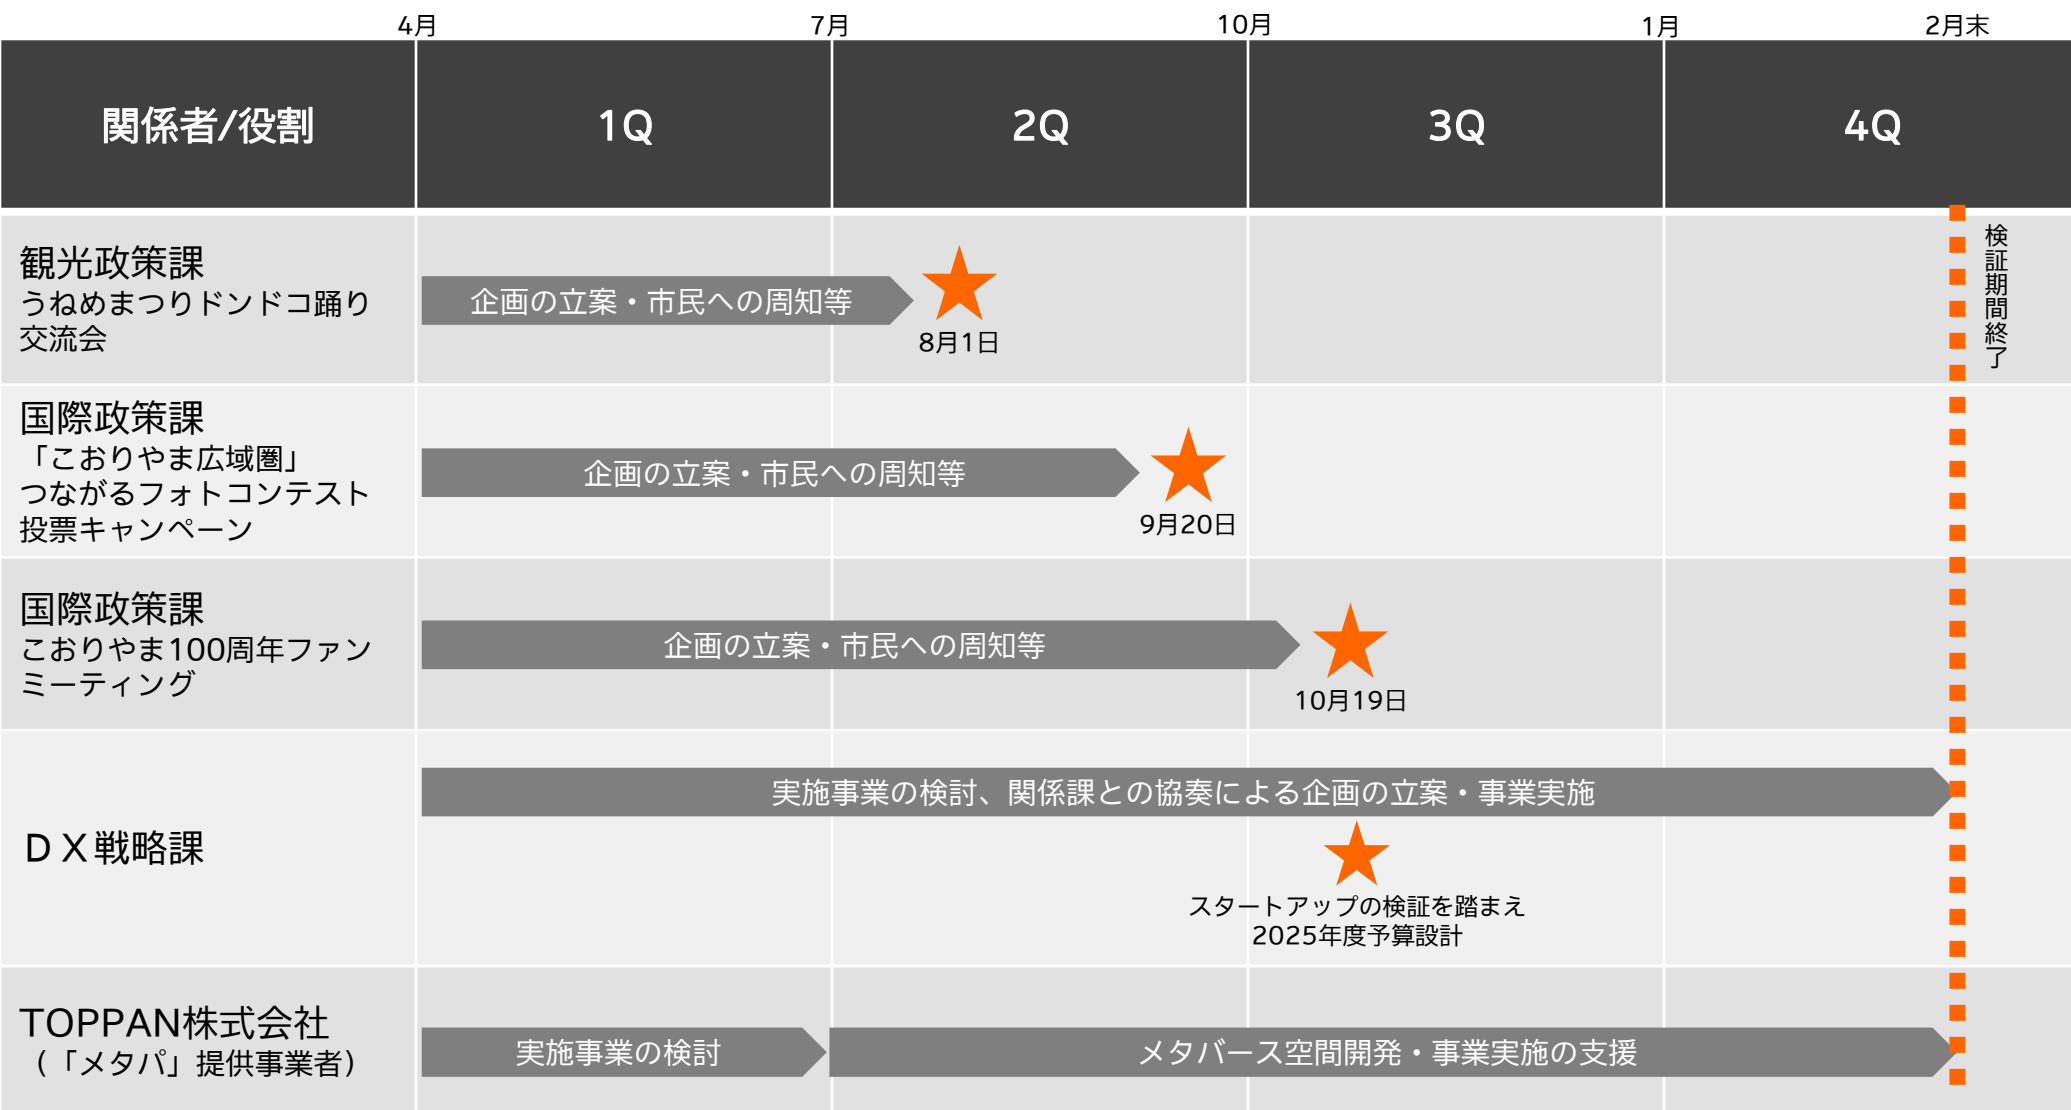 4月
7月
10月
1月
2月末
関係者/役割
1Q
2Q
3Q
4Q
観光政策課
うねめまつりドンドコ踊り
交流会
企画の立案・市民への周知等
8月1日
検証期間終了
国際政策課
「こおりやま広域圏」
つながるフォトコンテスト
投票キャンペーン
企画の立案・市民への周知等
9月20日
国際政策課
こおりやま100周年ファン
ミーティング
企画の立案・市民への周知等
10月19日
ＤＸ戦略課
実施事業の検討、関係課との協奏による企画の立案・事業実施
スタートアップの検証を踏まえ
2025年度予算設計
TOPPAN株式会社
（「メタパ」提供事業者）
実施事業の検討
メタバース空間開発・事業実施の支援